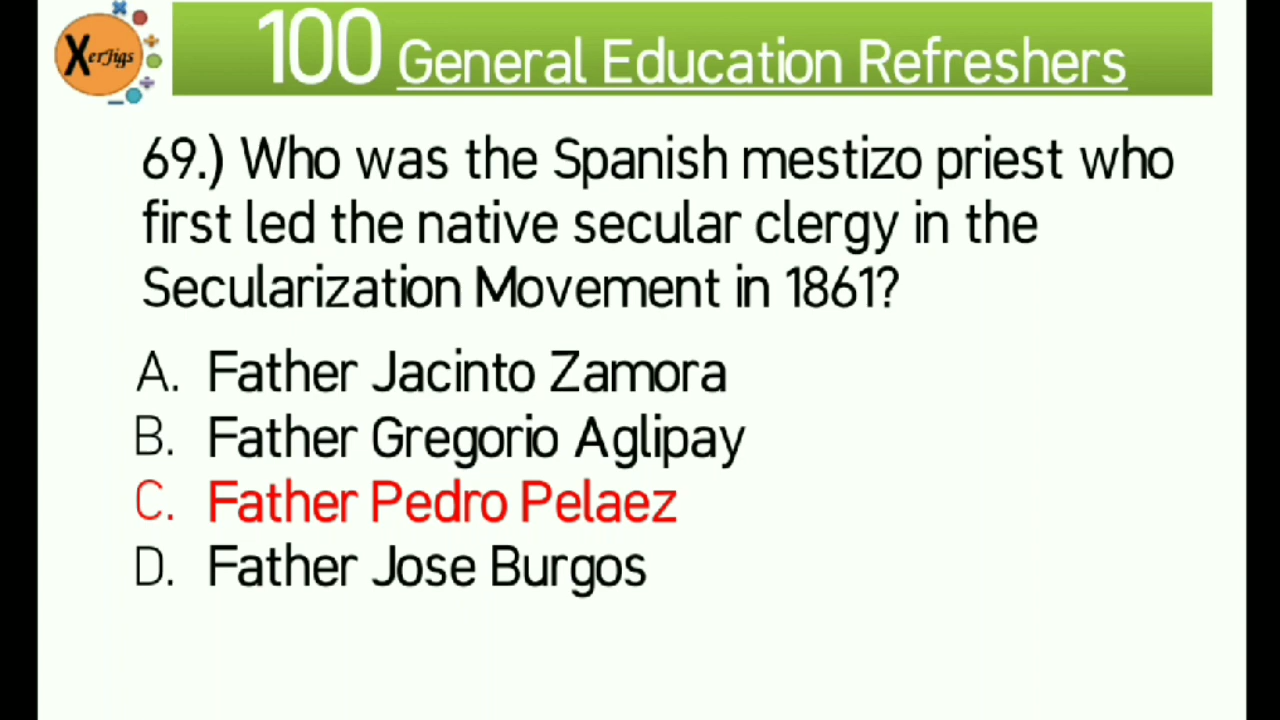 XerJigs
100 General Education Refreshers
69.) Who was the Spanish mestizo priest who
first led the native secular clergy in the
Secularization Movement in 1861?
A. Father Jacinto Zamora
B. Father Gregorio Aglipay
C. Father Pedro Pelaez
D. Father Jose Burgos